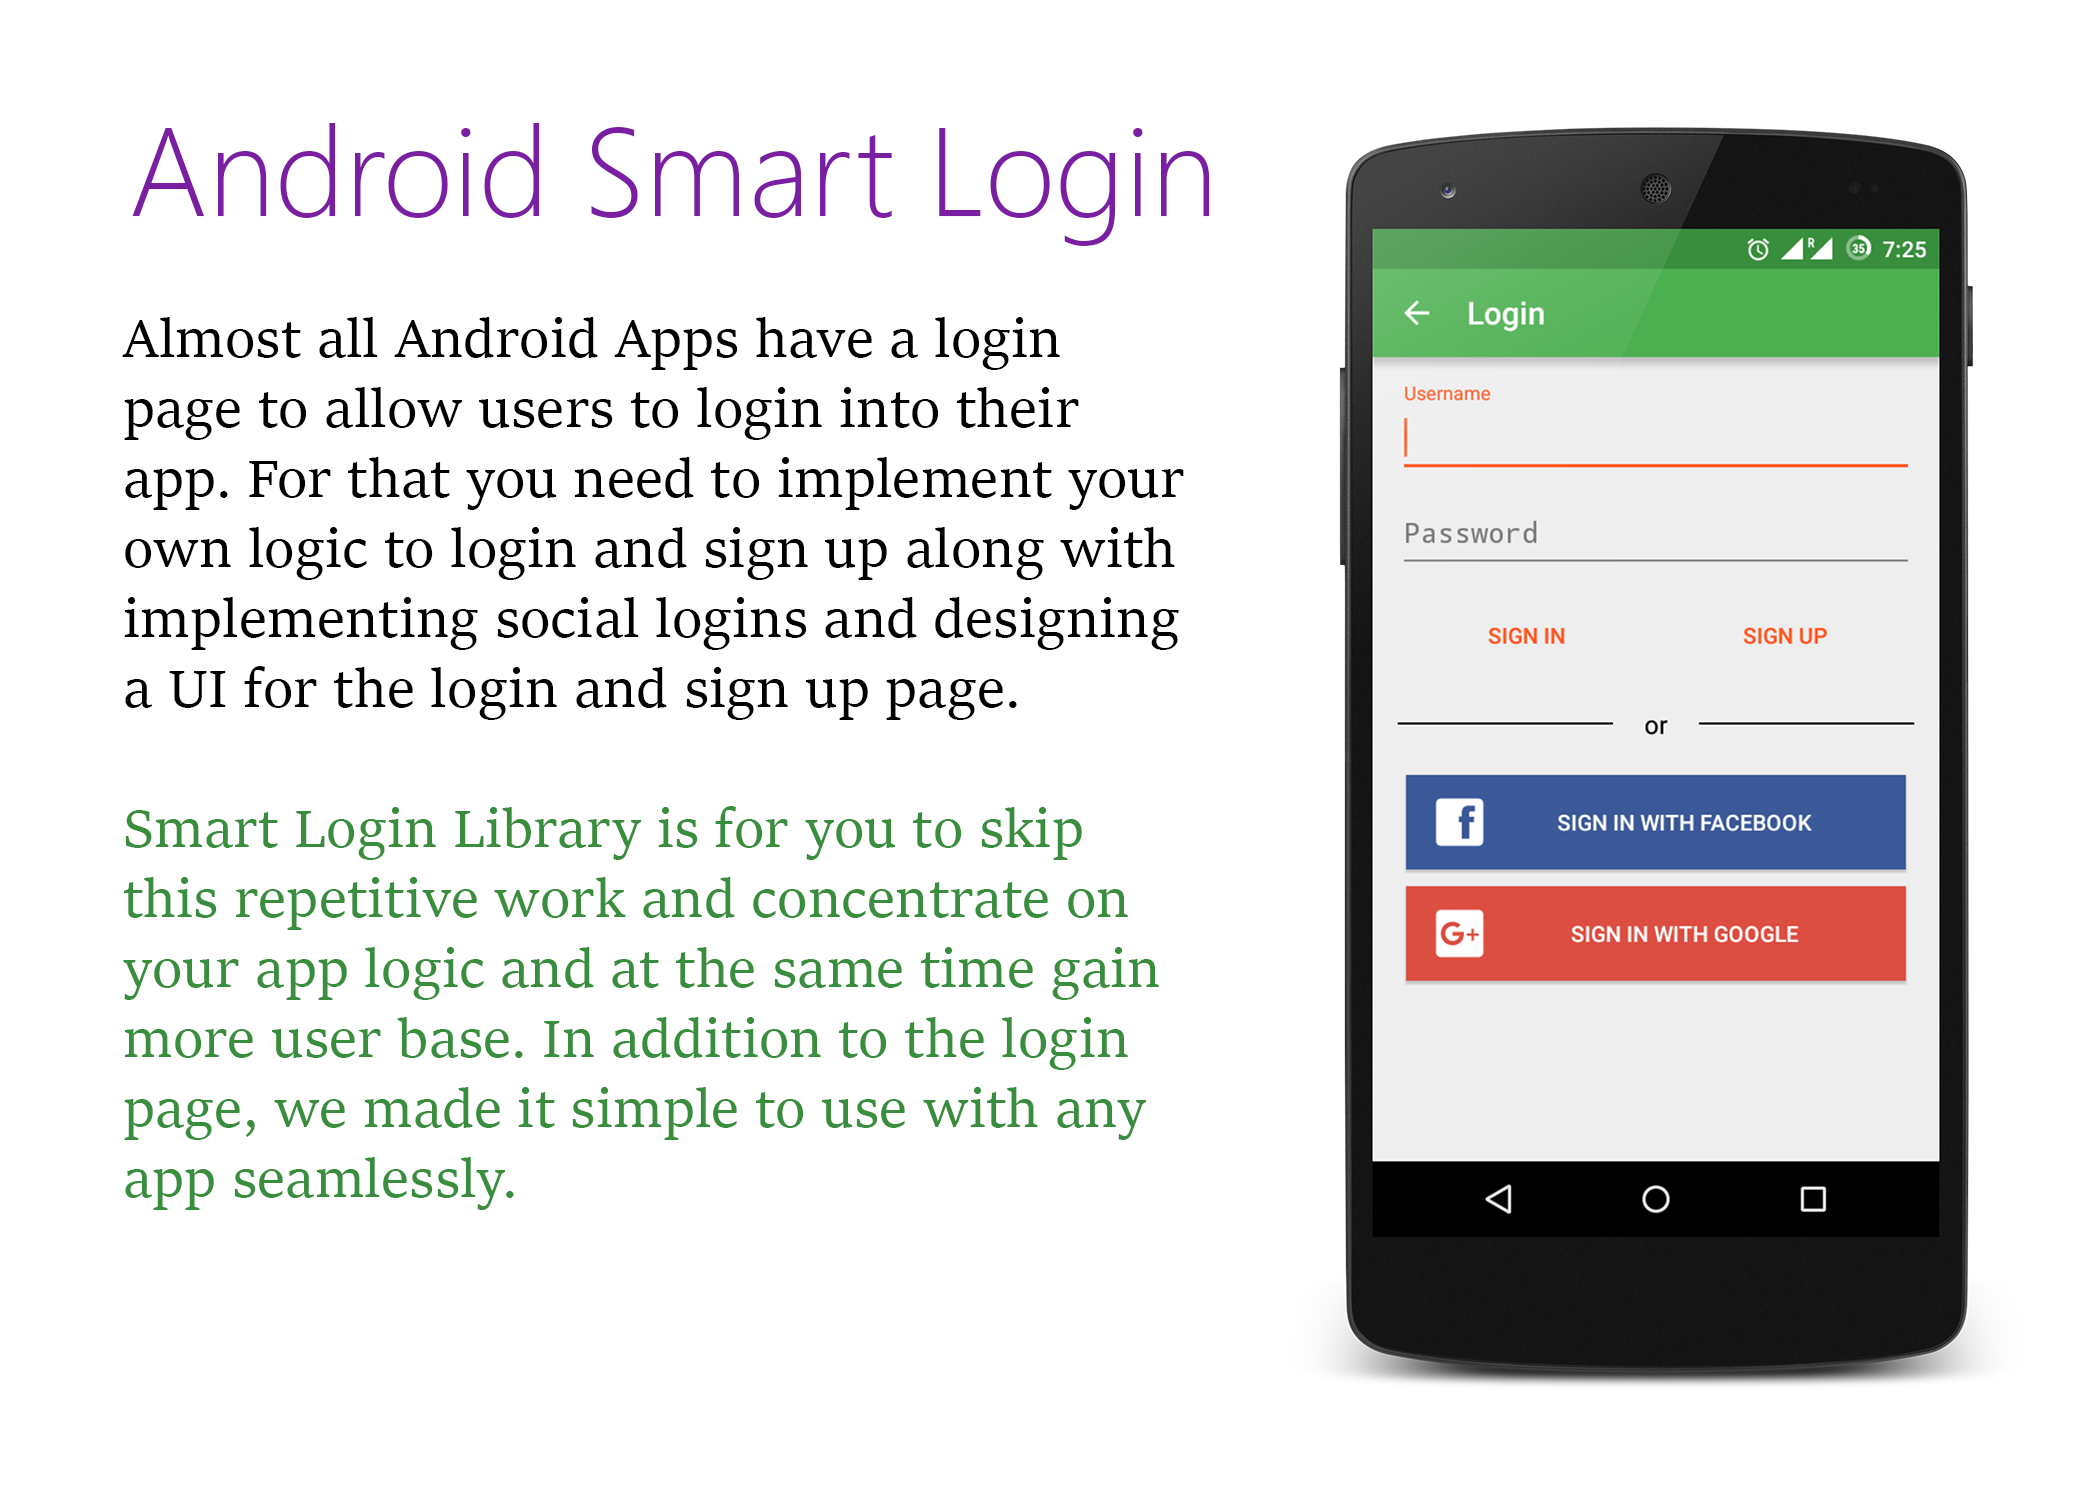 Android Smart Login
Almost all Android Apps have a login
page to allow users to login into their
app. For that you need to implement your
own logic to login and sign up along with
implementing social logins and designing
a UI for the login and sign up page.
Smart Login Library is for you to skip
this repetitive work and concentrate on
your app logic and at the same time gain
more user base. In addition to the login
page, we made it simple to use with any
app seamlessly.
R 35 7:25
Login
Username
Password
SIGN IN SIGN UP
or
f SIGN IN WITH FACEBOOK
G+ SIGN IN WITH GOOGLE